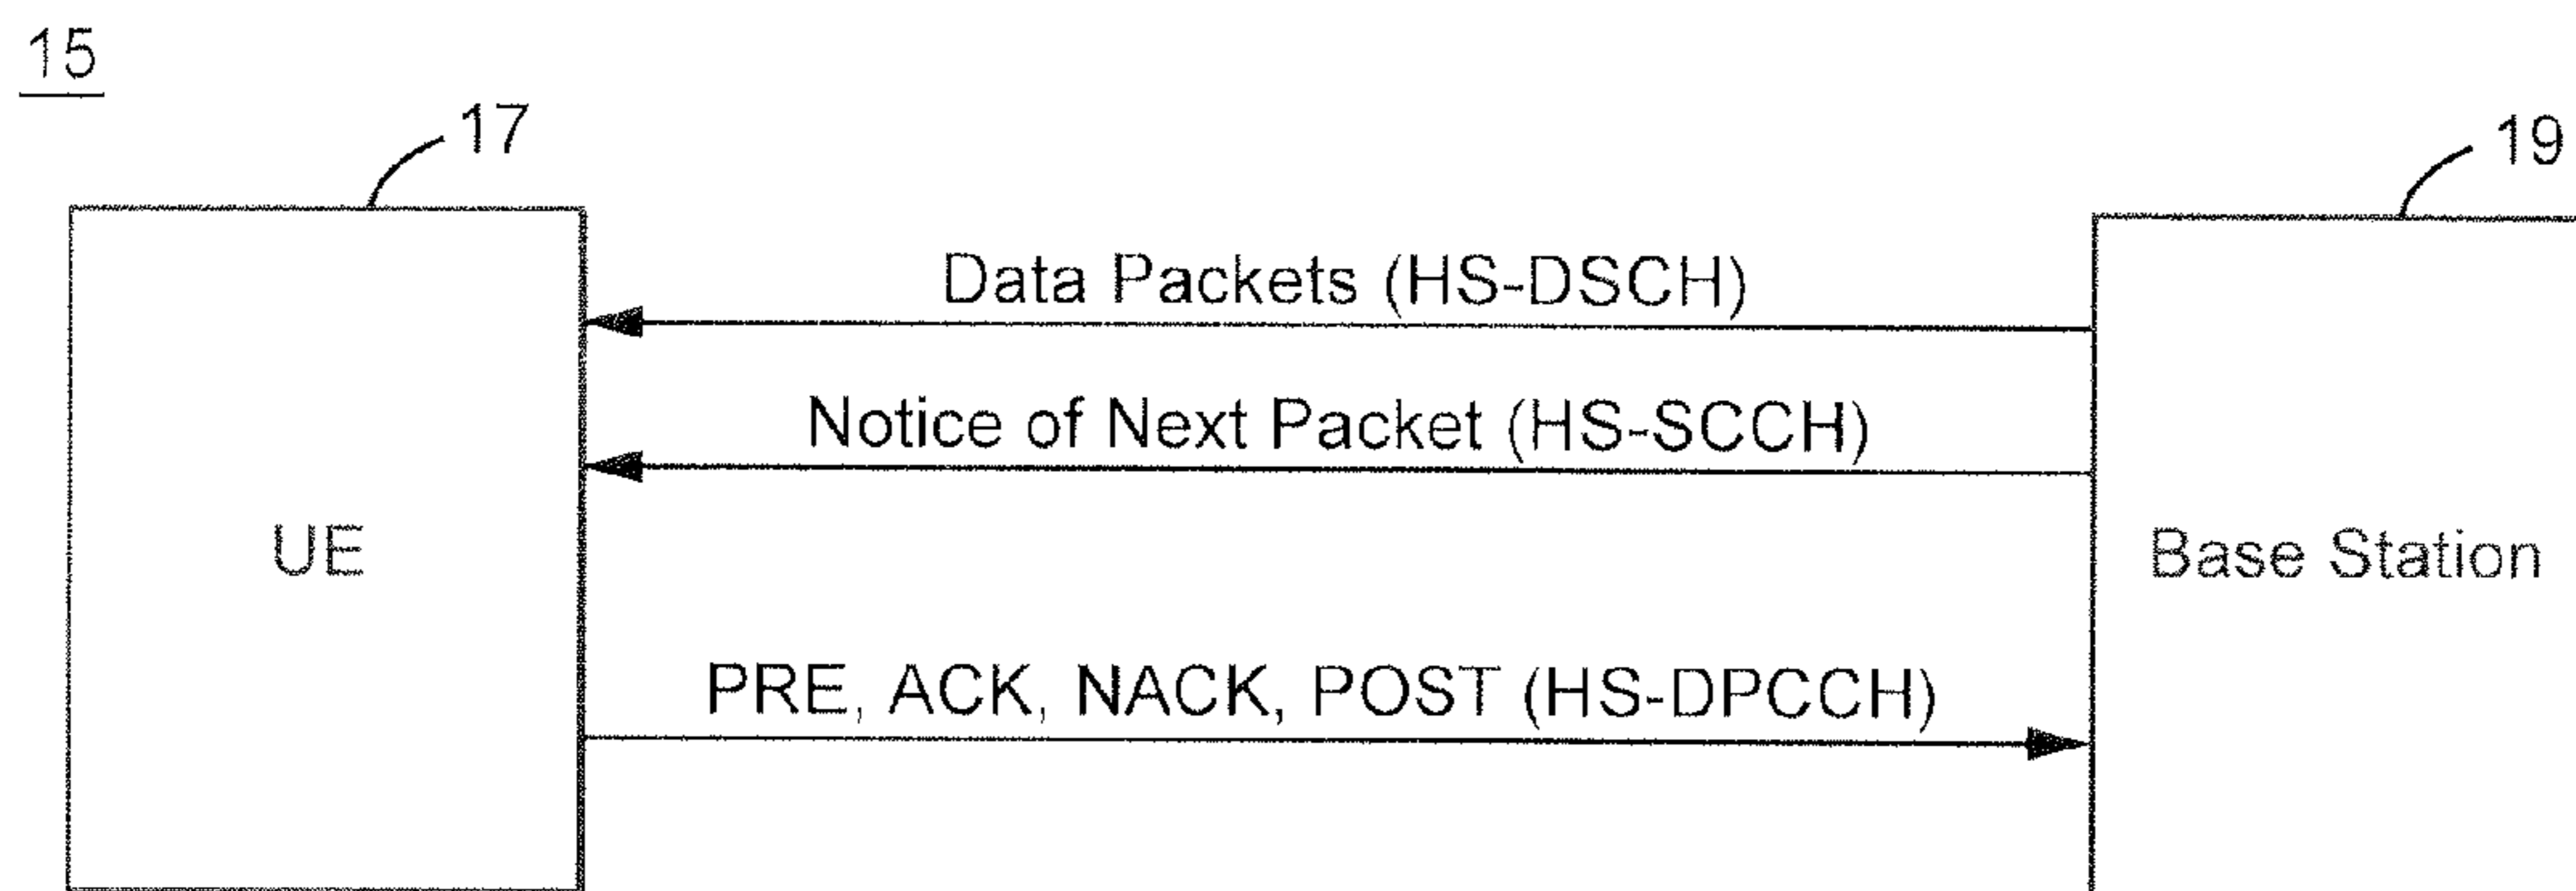 15
17
19
Data Packets (HS-DSCH)
Notice of Next Packet (HS-SCCH)
UE
Base Station
PRE, ACK, NACK, POST (HS-DPCCH)